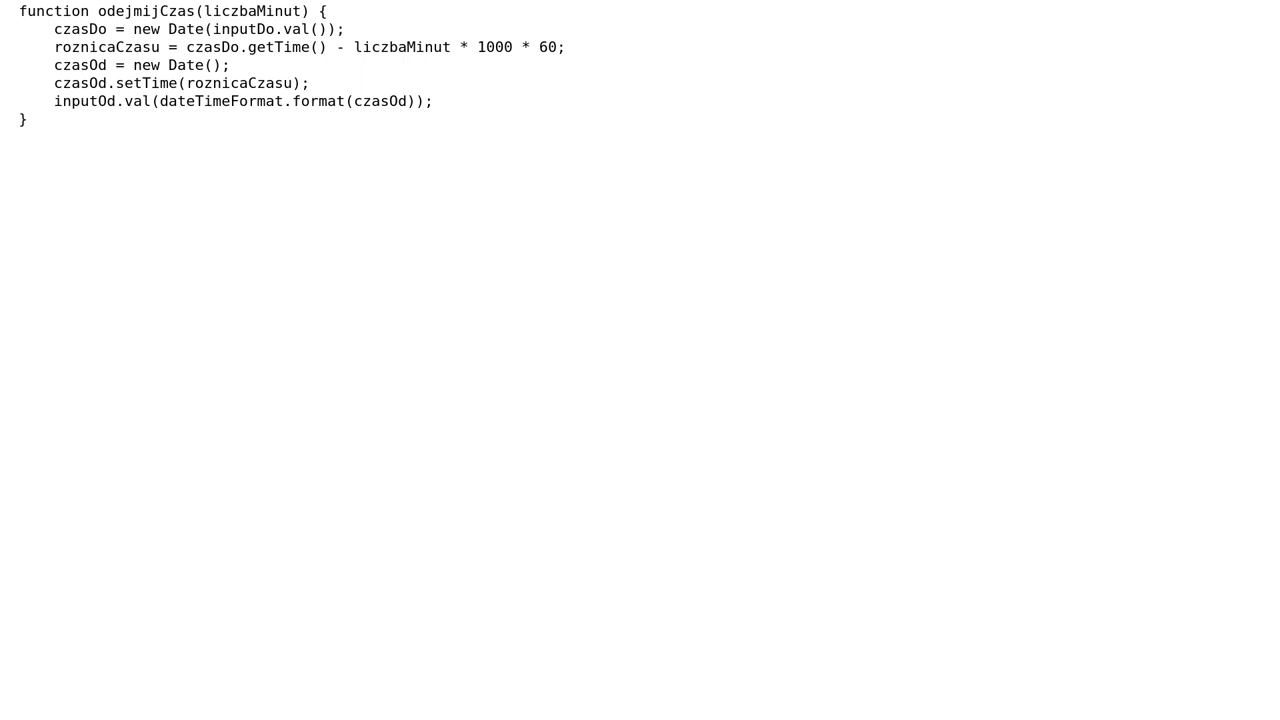 function odejmijCzas(liczbaMinut) {
    czasDo = new Date(inputDo.val());
    roznicaCzasu = czasDo.getTime() - liczbaMinut * 1000 * 60;
    czasOd = new Date();
    czasOd.setTime(roznicaCzasu);
    inputOd.val(dateTimeFormat.format(czasOd));
}